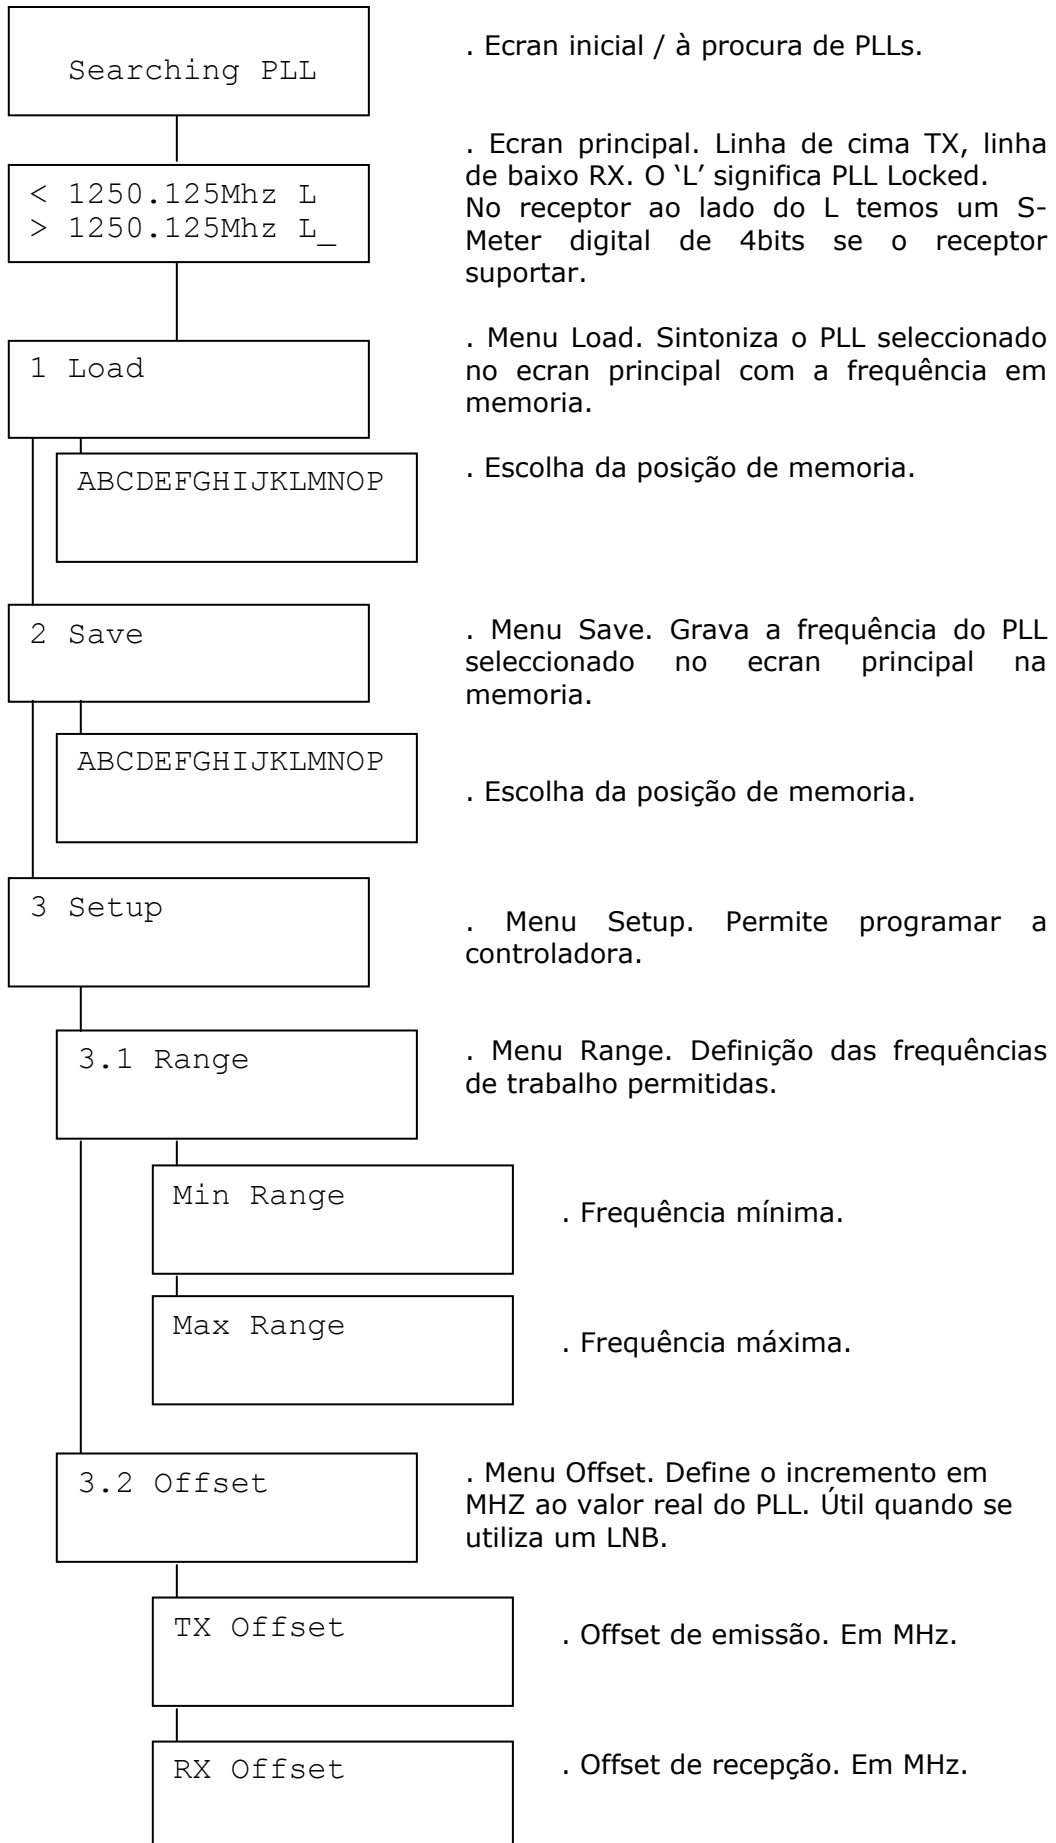 Searching PLL
. Ecran inicial / à procura de PLLs.
< 1250.125Mhz L
> 1250.125Mhz L_
. Ecran principal. Linha de cima TX, linha
de baixo RX. O ‘L’ significa PLL Locked.
No receptor ao lado do L temos um S-
Meter digital de 4bits se o receptor
suportar.
1 Load
. Menu Load. Sintoniza o PLL seleccionado
no ecran principal com a frequência em
memoria.
ABCDEFGHIJKLMNOP
. Escolha da posição de memoria.
2 Save
. Menu Save. Grava a frequência do PLL
seleccionado no ecran principal na
memoria.
ABCDEFGHIJKLMNOP
. Escolha da posição de memoria.
3 Setup
. Menu Setup. Permite programar a
controladora.
3.1 Range
. Menu Range. Definição das frequências
de trabalho permitidas.
Min Range
. Frequência mínima.
Max Range
. Frequência máxima.
3.2 Offset
. Menu Offset. Define o incremento em
MHZ ao valor real do PLL. Útil quando se
utiliza um LNB.
TX Offset
. Offset de emissão. Em MHz.
RX Offset
. Offset de recepção. Em MHz.